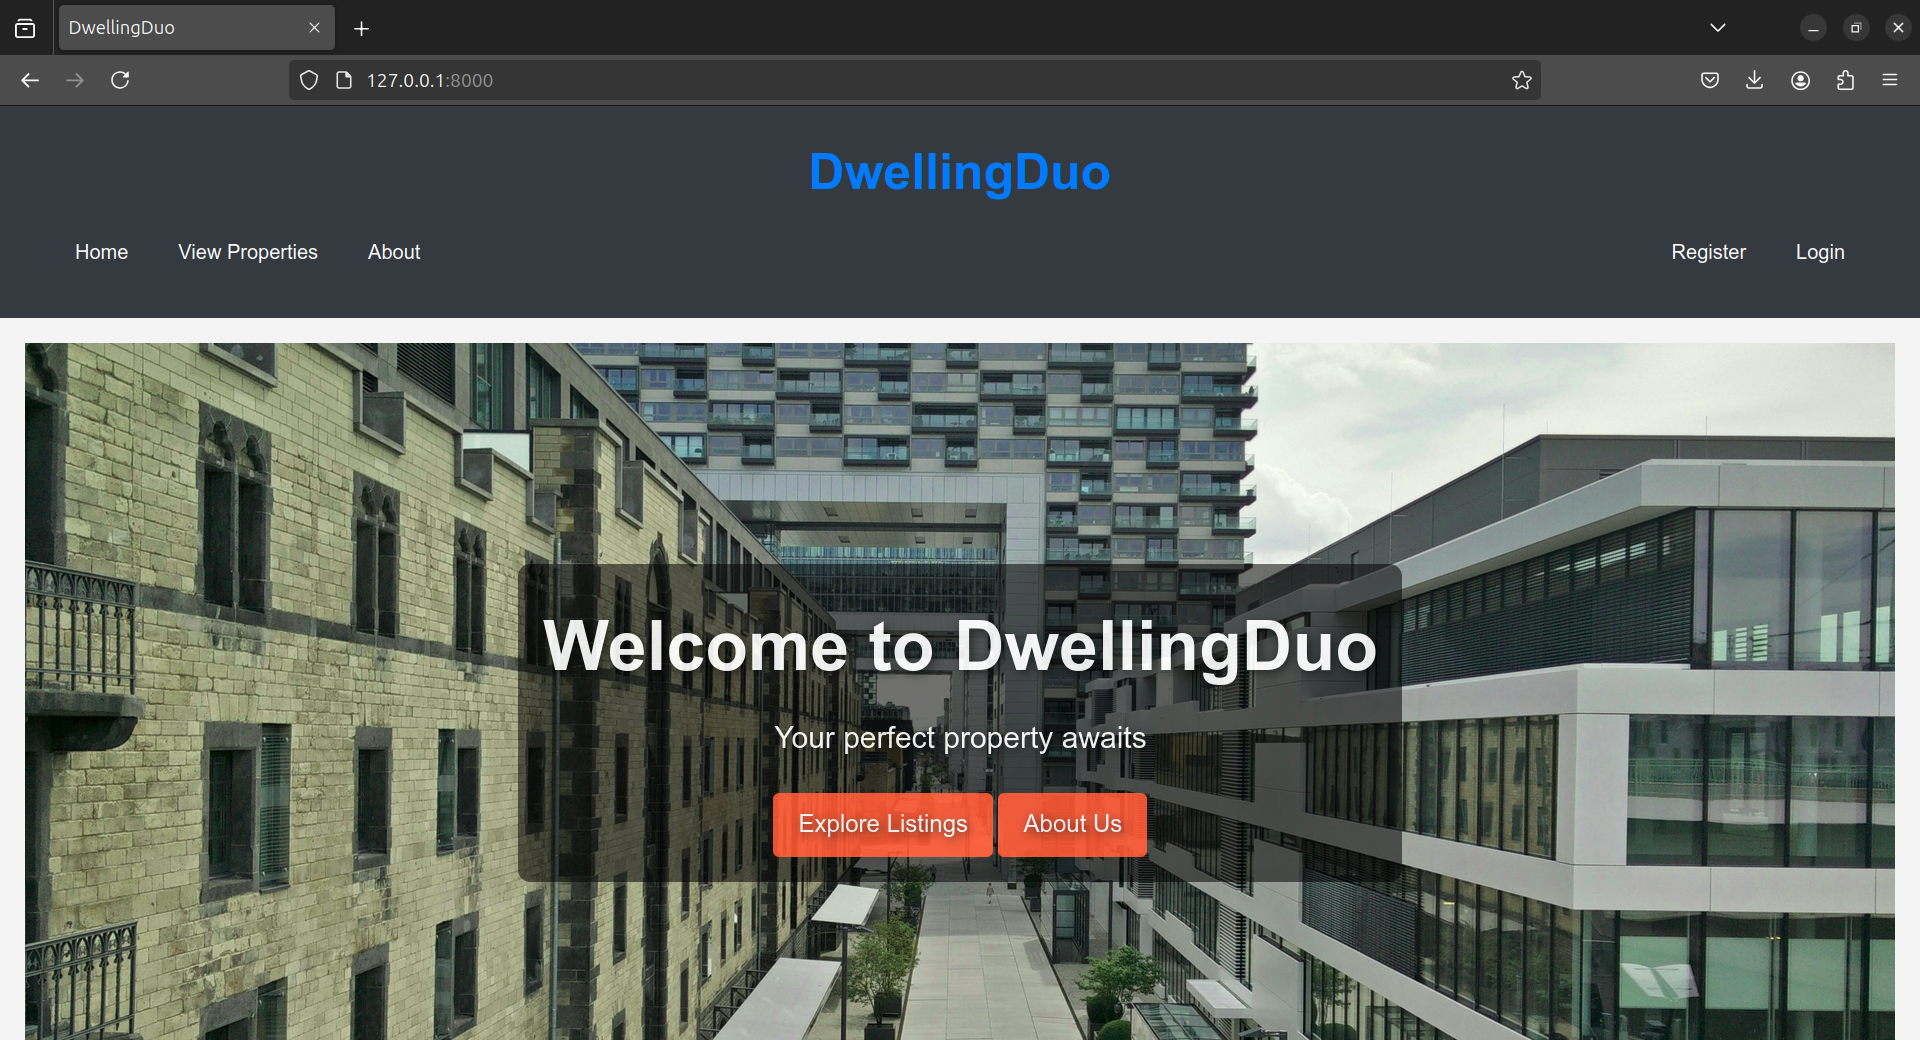 DwellingDuo
127.0.0.1:8000
DwellingDuo
Home View Properties About Register Login
Welcome to DwellingDuo
Your perfect property awaits
Explore Listings About Us